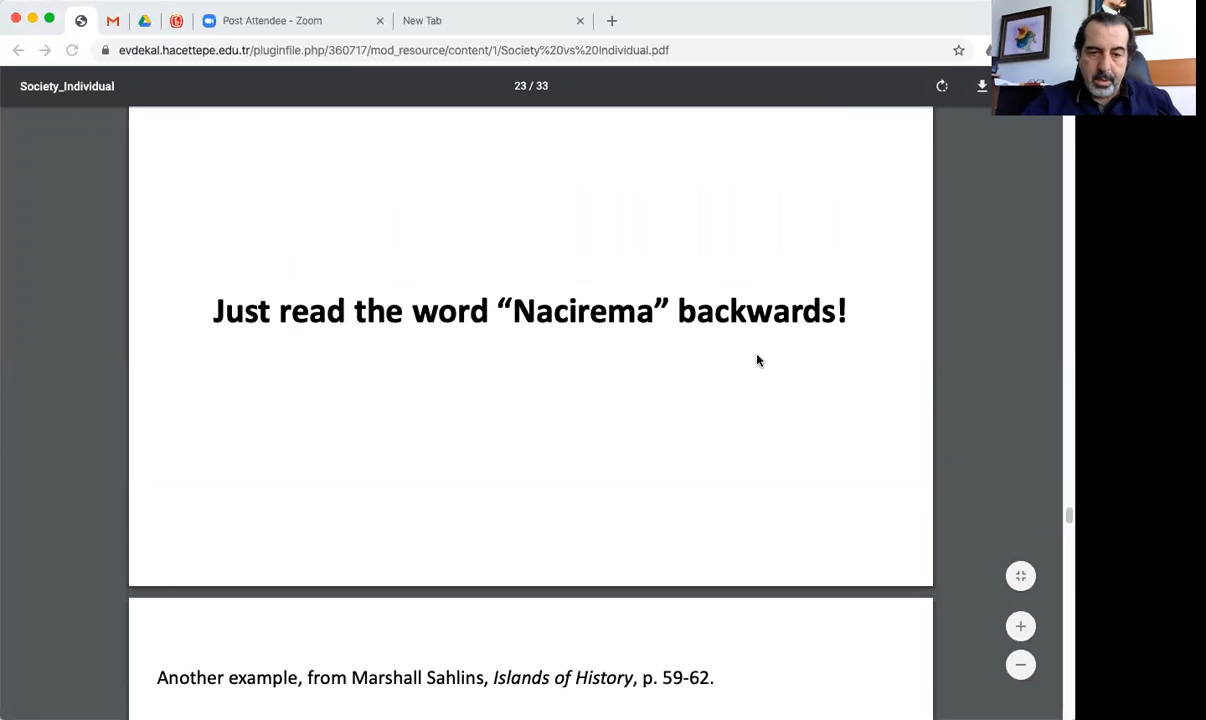 Post Attendee - Zoom
New Tab
evdekal.hacettepe.edu.tr/pluginfile.php/360717/mod_resource/content/1/Society%20vs%20Individual.pdf
Society_Individual
23 / 33
Just read the word “Nacirema” backwards!
Another example, from Marshall Sahlins, Islands of History, p. 59-62.